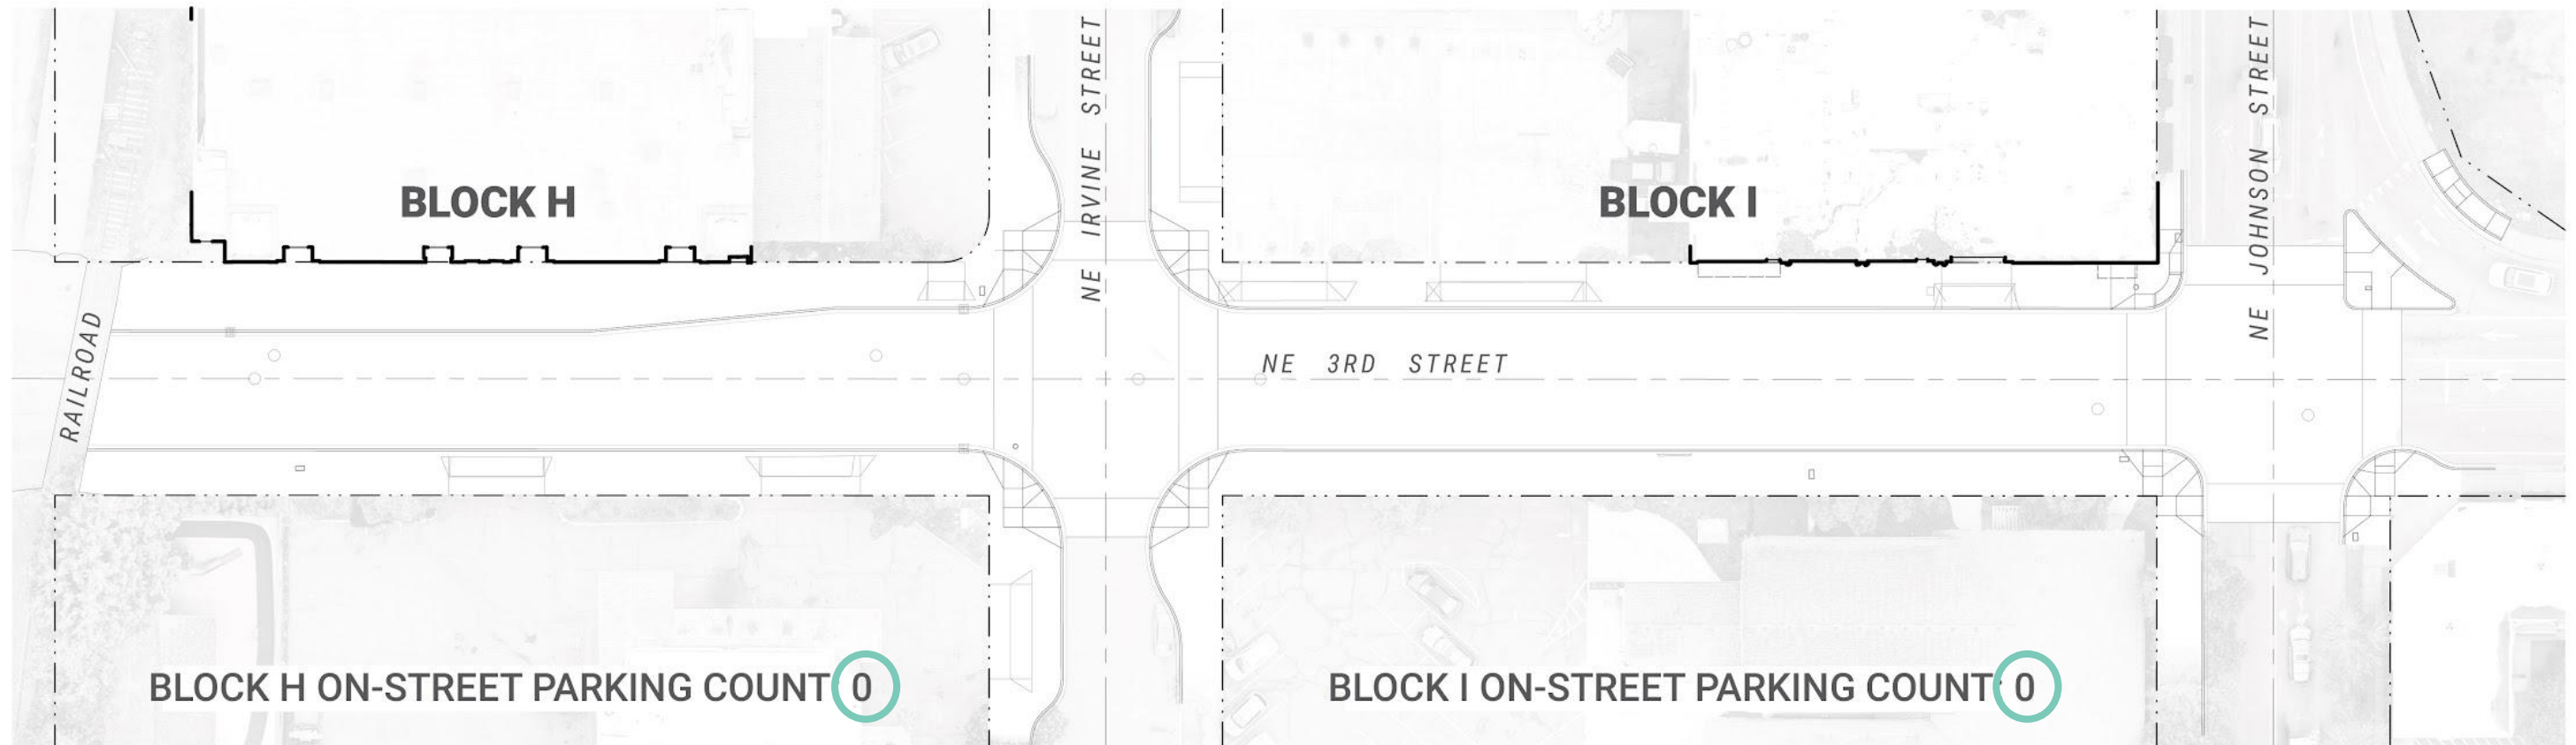 BLOCK H
BLOCK I
NE IRVINE STREET
NE JOHNSON STREET
RAILROAD
NE 3RD STREET
BLOCK H ON-STREET PARKING COUNT 0
BLOCK I ON-STREET PARKING COUNT: 0